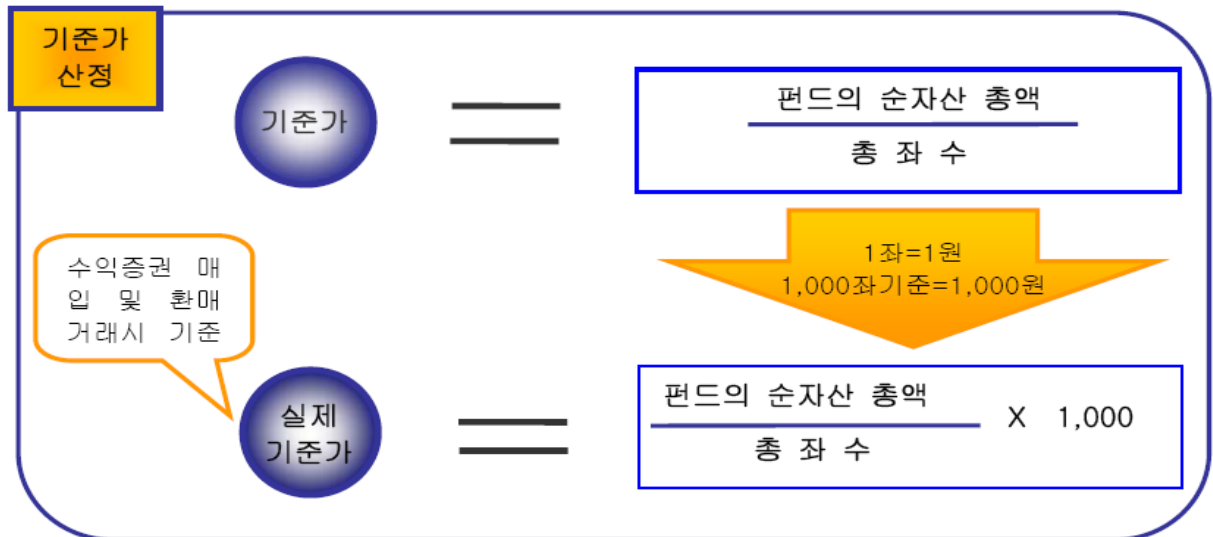 기준가
산정
기준가
펀드의 순자산 총액
총 좌 수
1좌=1원
1,000좌기준=1,000원
수익증권 매
입 및 환매
거래시 기준
실제
기준가
펀드의 순자산 총액
총 좌 수
X 1,000